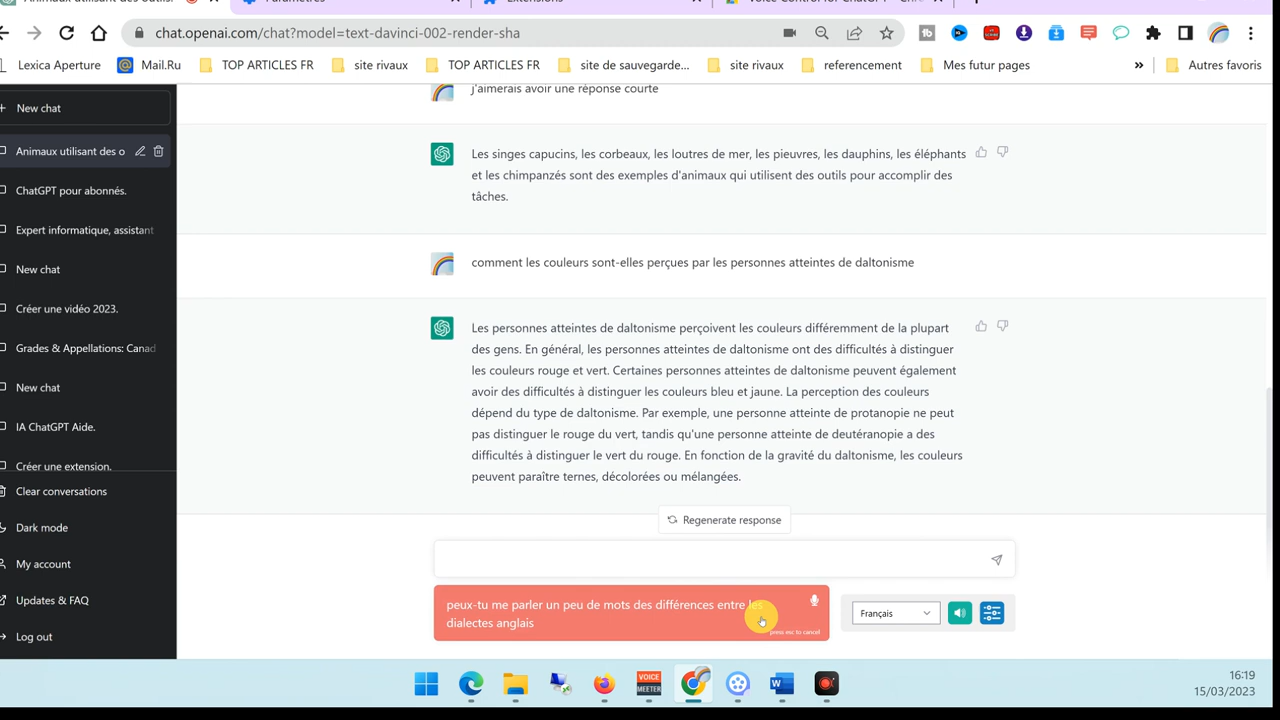 Extensions
chat.openai.com/chat?model=text-davinci-002-render-sha
Lexica Aperture
Mail.Ru
TOP ARTICLES FR
site rivaux
TOP ARTICLES FR
site de sauvegarde...
site rivaux
referencement
Mes futur pages
»
Autres favoris
New chat
Animaux utilisant des o
ChatGPT pour abonnés.
Expert informatique, assistant
New chat
Créer une vidéo 2023.
Grades & Appellations: Canad
New chat
IA ChatGPT Aide.
Créer une extension.
Clear conversations
Dark mode
My account
Updates & FAQ
Log out
j'aimerais avoir une réponse courte
Les singes capucins, les corbeaux, les loutres de mer, les pieuvres, les dauphins, les éléphants
et les chimpanzés sont des exemples d'animaux qui utilisent des outils pour accomplir des
tâches.
comment les couleurs sont-elles perçues par les personnes atteintes de daltonisme
Les personnes atteintes de daltonisme perçoivent les couleurs différemment de la plupart
des gens. En général, les personnes atteintes de daltonisme ont des difficultés à distinguer
les couleurs rouge et vert. Certaines personnes atteintes de daltonisme peuvent également
avoir des difficultés à distinguer les couleurs bleu et jaune. La perception des couleurs
dépend du type de daltonisme. Par exemple, une personne atteinte de protanopie ne peut
pas distinguer le rouge du vert, tandis qu'une personne atteinte de deutéranopie a des
difficultés à distinguer le vert du rouge. En fonction de la gravité du daltonisme, les couleurs
peuvent paraître ternes, décolorées ou mélangées.
Regenerate response
peux-tu me parler un peu de mots des différences entre les
dialectes anglais
press esc to cancel
Français
VOICE
MEETER
16:19
15/03/2023